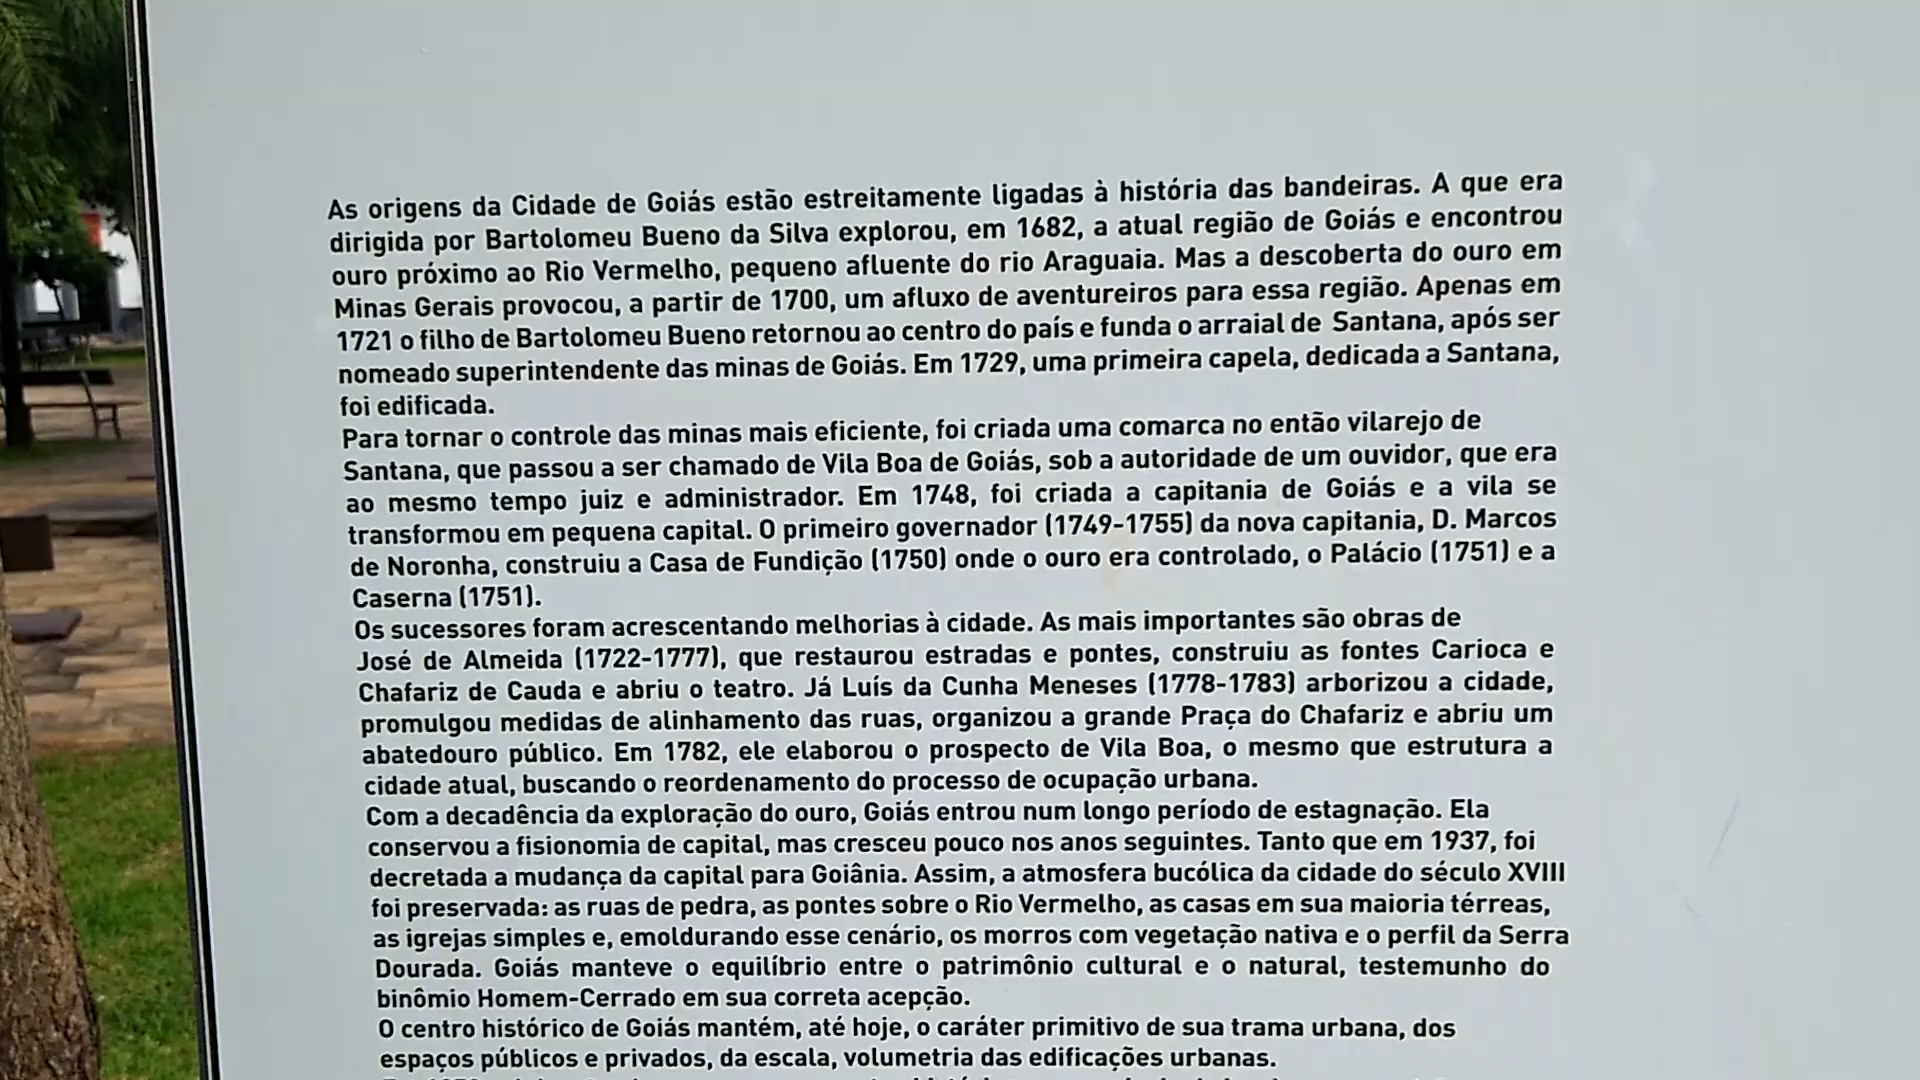 As origens da Cidade de Goiás estão estreitamente ligadas à história das bandeiras. A que era
dirigida por Bartolomeu Bueno da Silva explorou, em 1682, a atual região de Goiás e encontrou
ouro próximo ao Rio Vermelho, pequeno afluente do rio Araguaia. Mas a descoberta do ouro em
Minas Gerais provocou, a partir de 1700, um afluxo de aventureiros para essa região. Apenas em
1721 o filho de Bartolomeu Bueno retornou ao centro do país e funda o arraial de Santana, após ser
nomeado superintendente das minas de Goiás. Em 1729, uma primeira capela, dedicada a Santana,
foi edificada.
Para tornar o controle das minas mais eficiente, foi criada uma comarca no então vilarejo de
Santana, que passou a ser chamado de Vila Boa de Goiás, sob a autoridade de um ouvidor, que era
ao mesmo tempo juiz e administrador. Em 1748, foi criada a capitania de Goiás e a vila se
transformou em pequena capital. O primeiro governador (1749-1755) da nova capitania, D. Marcos
de Noronha, construiu a Casa de Fundição (1750) onde o ouro era controlado, o Palácio (1751) e a
Caserna (1751).
Os sucessores foram acrescentando melhorias à cidade. As mais importantes são obras de
José de Almeida (1722-1777), que restaurou estradas e pontes, construiu as fontes Carioca e
Chafariz de Cauda e abriu o teatro. Já Luís da Cunha Meneses (1778-1783) arborizou a cidade,
promulgou medidas de alinhamento das ruas, organizou a grande Praça do Chafariz e abriu um
abatedouro público. Em 1782, ele elaborou o prospecto de Vila Boa, o mesmo que estrutura a
cidade atual, buscando o reordenamento do processo de ocupação urbana.
Com a decadência da exploração do ouro, Goiás entrou num longo período de estagnação. Ela
conservou a fisionomia de capital, mas cresceu pouco nos anos seguintes. Tanto que em 1937, foi
decretada a mudança da capital para Goiânia. Assim, a atmosfera bucólica da cidade do século XVIII
foi preservada: as ruas de pedra, as pontes sobre o Rio Vermelho, as casas em sua maioria térreas,
as igrejas simples e, emoldurando esse cenário, os morros com vegetação nativa e o perfil da Serra
Dourada. Goiás manteve o equilíbrio entre o patrimônio cultural e o natural, testemunho do
binômio Homem-Cerrado em sua correta acepção.
O centro histórico de Goiás mantém, até hoje, o caráter primitivo de sua trama urbana, dos
espaços públicos e privados, da escala, volumetria das edificações urbanas.